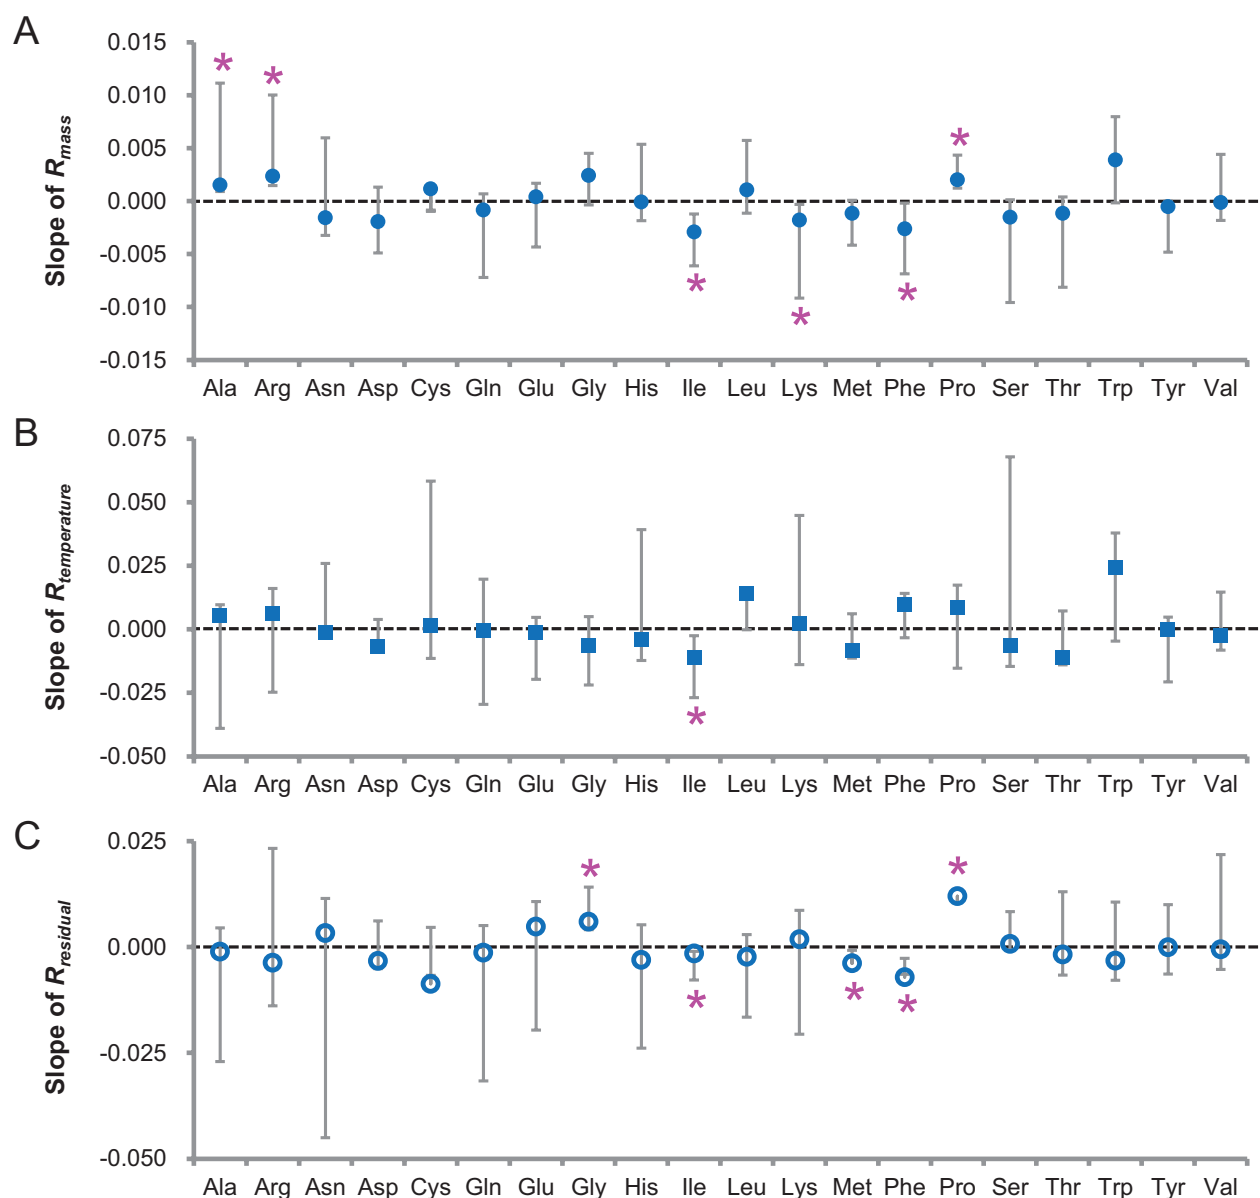 A
Slope of R_mass
0.015
0.010
0.005
0.000
-0.005
-0.010
-0.015
Ala Arg Asn Asp Cys Gln Glu Gly His Ile Leu Lys Met Phe Pro Ser Thr Trp Tyr Val
B
Slope of R_temperature
0.075
0.050
0.025
0.000
-0.025
-0.050
Ala Arg Asn Asp Cys Gln Glu Gly His Ile Leu Lys Met Phe Pro Ser Thr Trp Tyr Val
C
Slope of R_residual
0.025
0.000
-0.025
-0.050
Ala Arg Asn Asp Cys Gln Glu Gly His Ile Leu Lys Met Phe Pro Ser Thr Trp Tyr Val